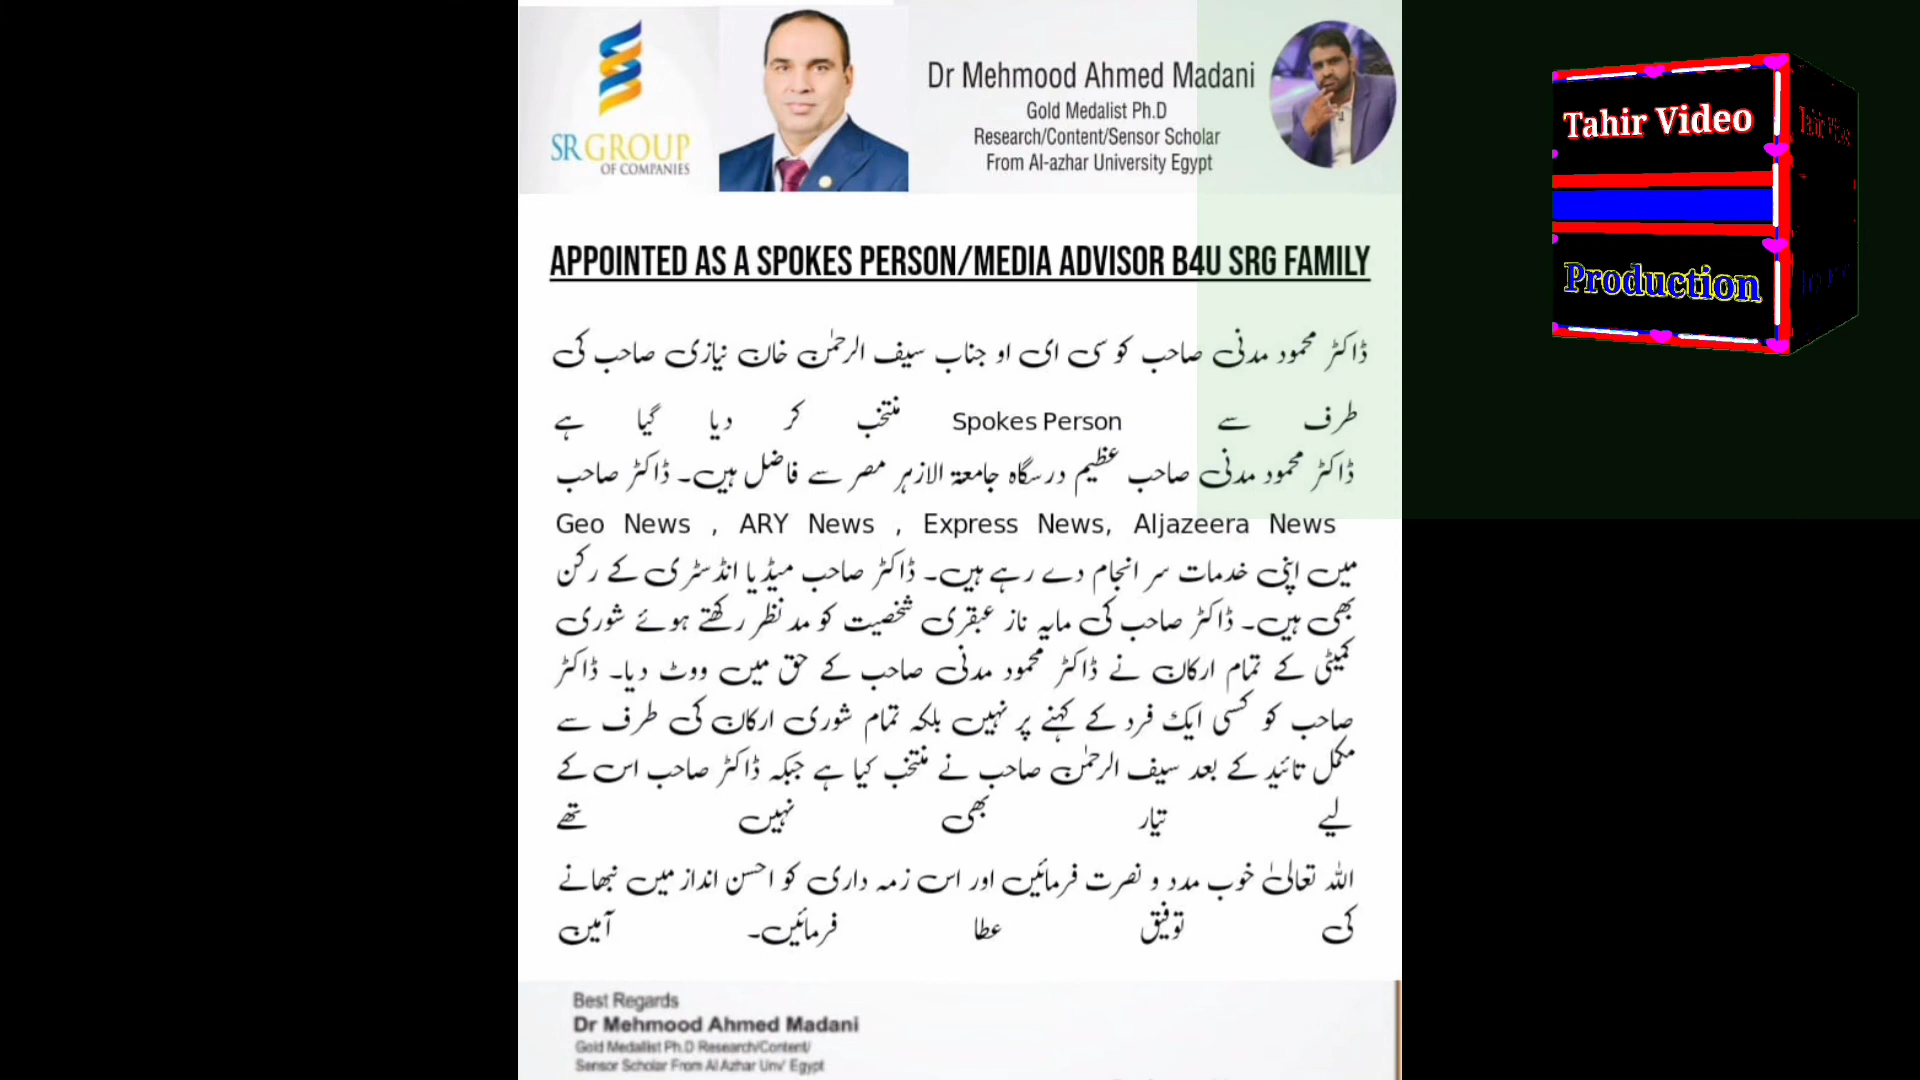 SR GROUP
OF COMPANIES
Dr Mehmood Ahmed Madani
Gold Medalist Ph.D
Research/Content/Sensor Scholar
From Al-azhar University Egypt
Tahir Video
Production
APPOINTED AS A SPOKES PERSON/MEDIA ADVISOR B4U SRG FAMILY
ڈاکٹر محمود مدنی صاحب کو سی ای او جناب سیف الرحمٰن خان نیازی صاحب کی
طرف سے Spokes Person منتخب کر دیا گیا ہے
ڈاکٹر محمود مدنی صاحب عظیم درسگاہ جامعۃ الازہر مصر سے فاضل ہیں۔ ڈاکٹر صاحب
Geo News , ARY News , Express News, Aljazeera News
میں اپنی خدمات سر انجام دے رہے ہیں۔ ڈاکٹر صاحب میڈیا انڈسٹری کے رکن
بھی ہیں۔ ڈاکٹر صاحب کی مایہ ناز عبقری شخصیت کو مد نظر رکھتے ہوئے شوری
کمیٹی کے تمام ارکان نے ڈاکٹر محمود مدنی صاحب کے حق میں ووٹ دیا۔ ڈاکٹر
صاحب کو کسی ایک فرد کے کہنے پر نہیں بلکہ تمام شوری ارکان کی طرف سے
مکمل تائید کے بعد سیف الرحمٰن صاحب نے منتخب کیا ہے جبکہ ڈاکٹر صاحب اس کے
لیے تیار بھی نہیں تھے
اللہ تعالیٰ خوب مدد و نصرت فرمائیں اور اس زمہ داری کو احسن انداز میں نبھانے
کی توفیق عطا فرمائیں۔ آمین
Best Regards
Dr Mehmood Ahmed Madani
Gold Medallist Ph.D Research/Content/
Sensor Scholar From Al Azhar Unv' Egypt